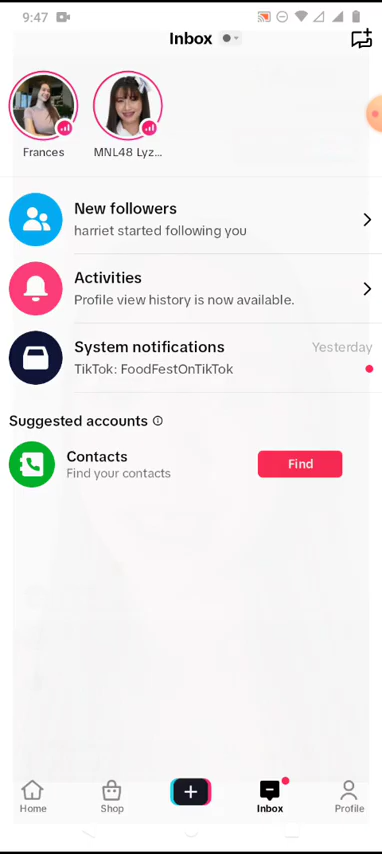 9:47
Inbox
Frances
MNL48 Lyz...
New followers
harriet started following you
Activities
Profile view history is now available.
System notifications
Yesterday
TikTok: FoodFestOnTikTok
Suggested accounts
Contacts
Find your contacts
Find
Home
Shop
Inbox
Profile